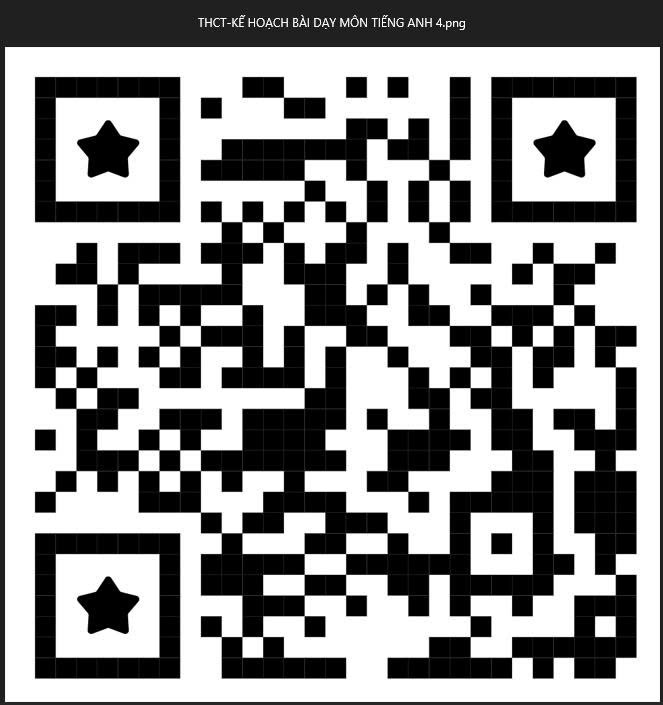 THCT-KẾ HOẠCH BÀI DẠY MÔN TIẾNG ANH 4.png